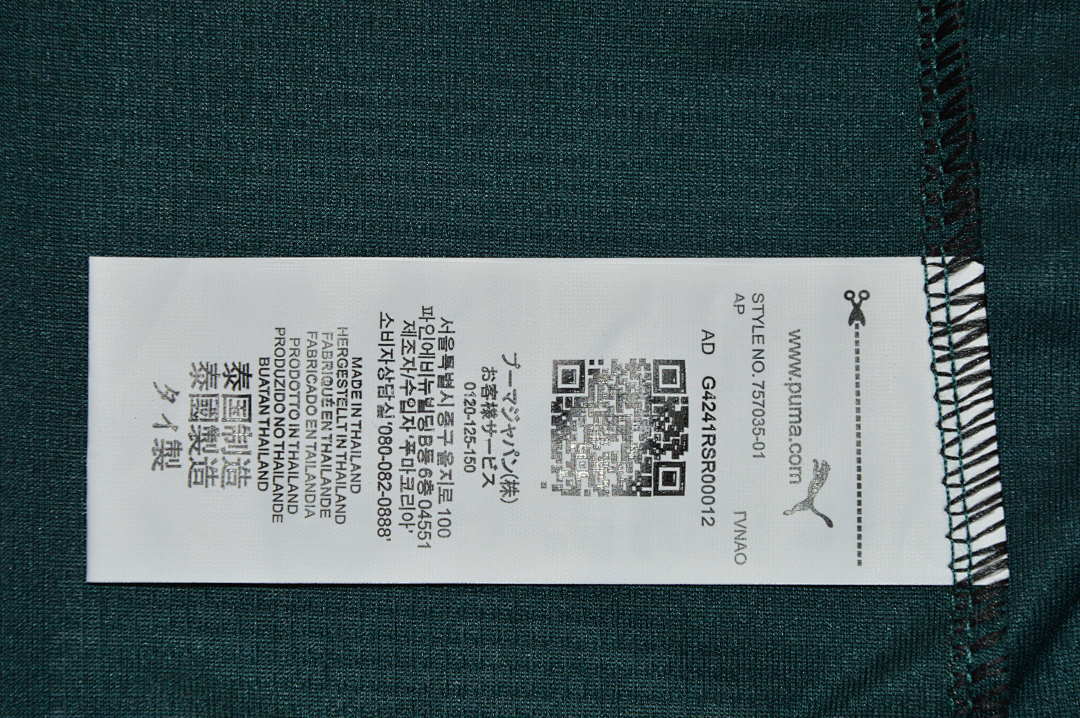 www.puma.com
STYLE NO. 757035-01 TVNAO
AP
AD G4241RSR00012
プーマジャパン(株)
お客様サービス
0120-125-150
서울특별시중구 을지로 100
파인에비뉴빌딩B동 6층 04551
제조자/수입자'푸마코리아'
소비자상담실'080-082-0888'
MADE IN THAILAND
HERGESTELLT IN THAILAND
FABRIQUÉ EN THAILANDE
FABRICADO EN TAILANDIA
PRODOTTO IN THAILAND
PRODUZIDO NO THAILANDE
BUATAN THAILAND
泰国制造
泰國製造
タイ製